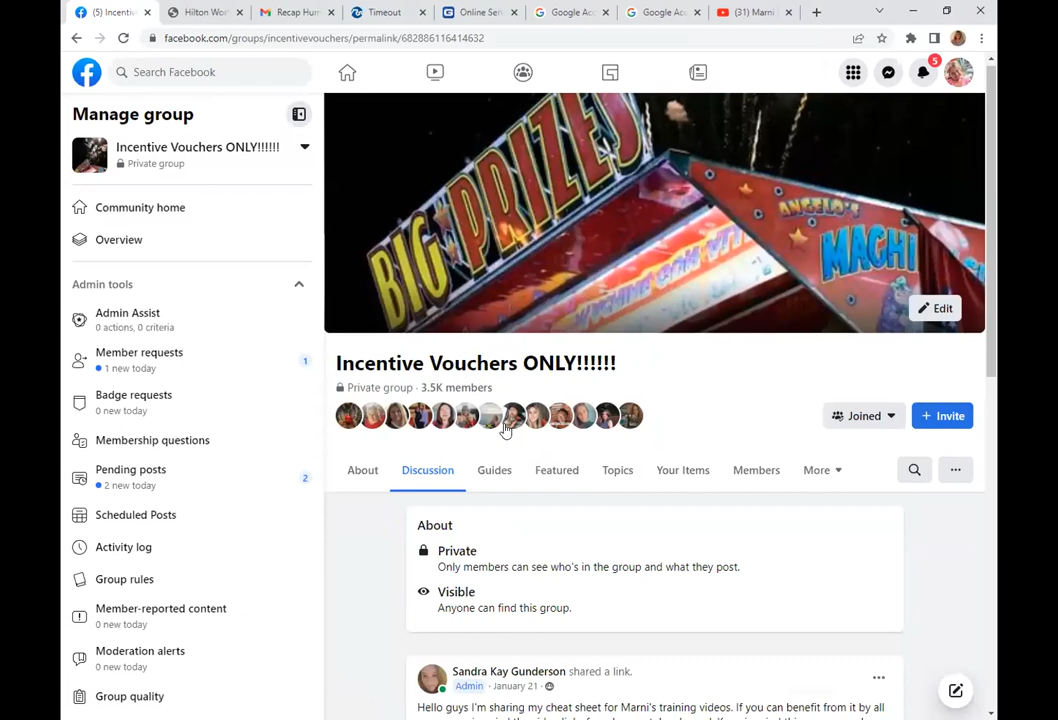 (5) Incentiv
Hilton Wor
Recap Hum
Timeout
Online Ser
Google Acc
Google Acc
(31) Marni
facebook.com/groups/incentivevouchers/permalink/682886116414632
Search Facebook
5
Manage group
Incentive Vouchers ONLY!!!!!!
Private group
Community home
Overview
Admin tools
Admin Assist
0 actions, 0 criteria
Member requests
1 new today
1
Badge requests
0 new today
Membership questions
Pending posts
2 new today
2
Scheduled Posts
Activity log
Group rules
Member-reported content
0 new today
Moderation alerts
0 new today
Group quality
BIG PRIZES
ANGELO'S
MACHI
Edit
Incentive Vouchers ONLY!!!!!!
Private group · 3.5K members
Joined
+ Invite
About
Discussion
Guides
Featured
Topics
Your Items
Members
More
About
Private
Only members can see who's in the group and what they post.
Visible
Anyone can find this group.
Sandra Kay Gunderson shared a link.
Admin · January 21 ·
Hello guys I'm sharing my cheat sheet for Marni's training videos. If you can benefit from it by all